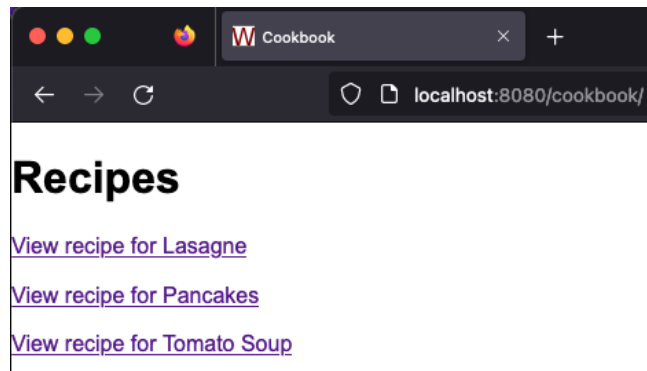 Cookbook
localhost:8080/cookbook/
Recipes
View recipe for Lasagne
View recipe for Pancakes
View recipe for Tomato Soup